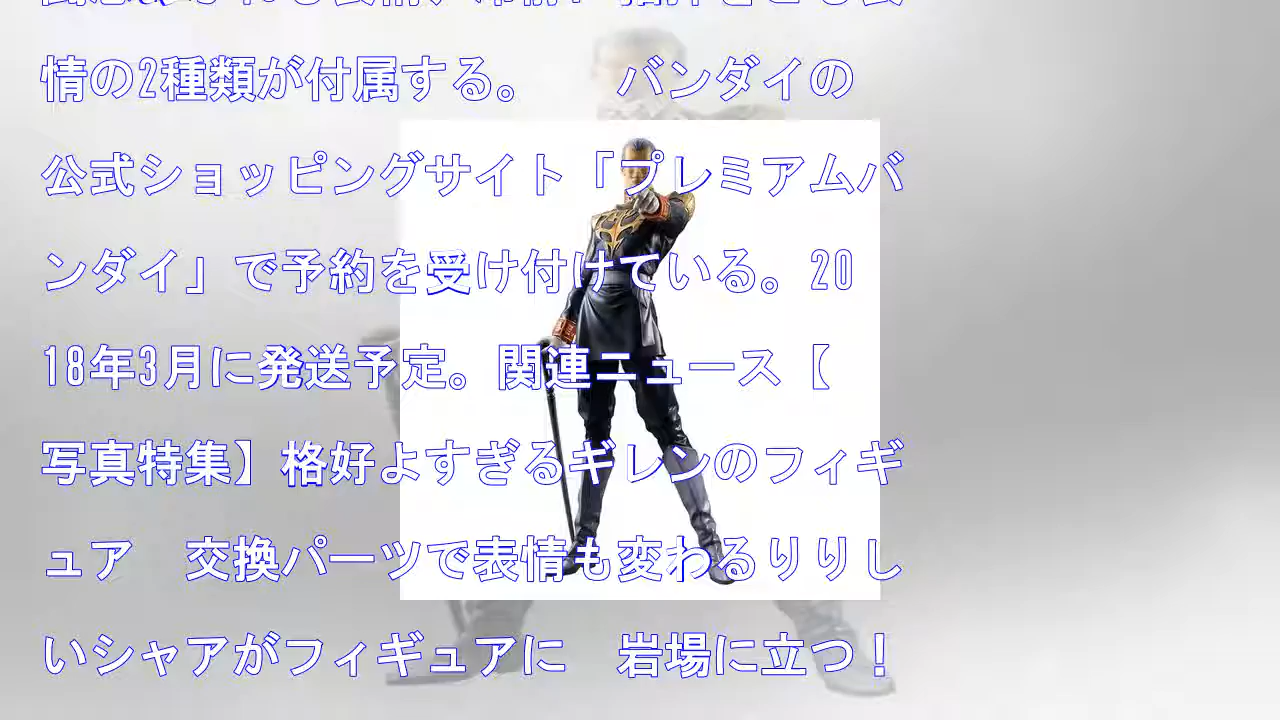 情の2種類が付属する。　　バンダイの
公式ショッピングサイト「プレミアムバ
ンダイ」で予約を受け付けている。20
18年3月に発送予定。関連ニュース【
写真特集】格好よすぎるギレンのフィギ
ュア　交換パーツで表情も変わるりりし
いシャアがフィギュアに　岩場に立つ！